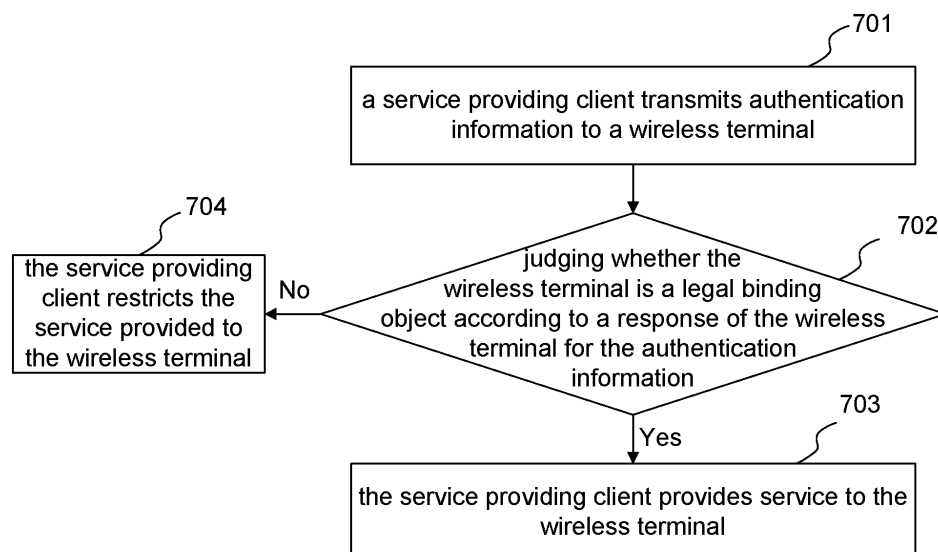 701
a service providing client transmits authentication
information to a wireless terminal
704
702
the service providing
client restricts the
service provided to
the wireless terminal
No
judging whether the
wireless terminal is a legal binding
object according to a response of the wireless
terminal for the authentication
information
703
Yes
the service providing client provides service to the
wireless terminal